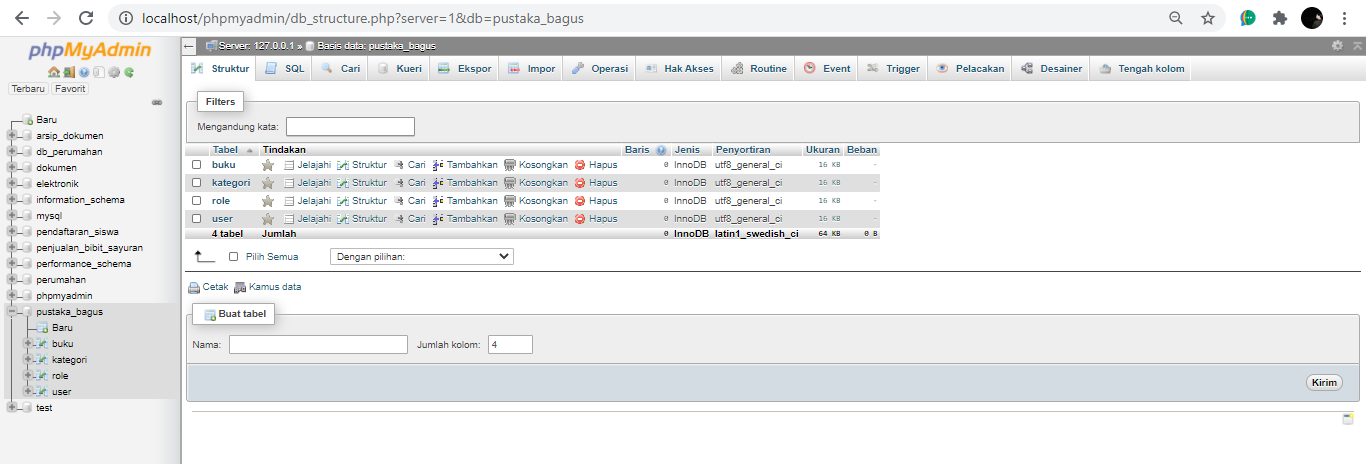 localhost/phpmyadmin/db_structure.php?server=1&db=pustaka_bagus
phpMyAdmin
Terbaru Favorit
Baru
arsip_dokumen
db_perumahan
dokumen
elektronik
information_schema
mysql
pendaftaran_siswa
penjualan_bibit_sayuran
performance_schema
perumahan
phpmyadmin
pustaka_bagus
Baru
buku
kategori
role
user
test
Server: 127.0.0.1 » Basis data: pustaka_bagus
Struktur SQL Cari Kueri Ekspor Impor Operasi Hak Akses Routine Event Trigger Pelacakan Desainer Tengah kolom
Filters
Mengandung kata:
Tabel Tindakan Baris Jenis Penyortiran Ukuran Beban
buku Jelajahi Struktur Cari Tambahkan Kosongkan Hapus 0 InnoDB utf8_general_ci 16 KB -
kategori Jelajahi Struktur Cari Tambahkan Kosongkan Hapus 0 InnoDB utf8_general_ci 16 KB -
role Jelajahi Struktur Cari Tambahkan Kosongkan Hapus 0 InnoDB utf8_general_ci 16 KB -
user Jelajahi Struktur Cari Tambahkan Kosongkan Hapus 0 InnoDB utf8_general_ci 16 KB -
4 tabel Jumlah 0 InnoDB latin1_swedish_ci 64 KB 0 B
Pilih Semua Dengan pilihan:
Cetak Kamus data
Buat tabel
Nama: Jumlah kolom: 4
Kirim